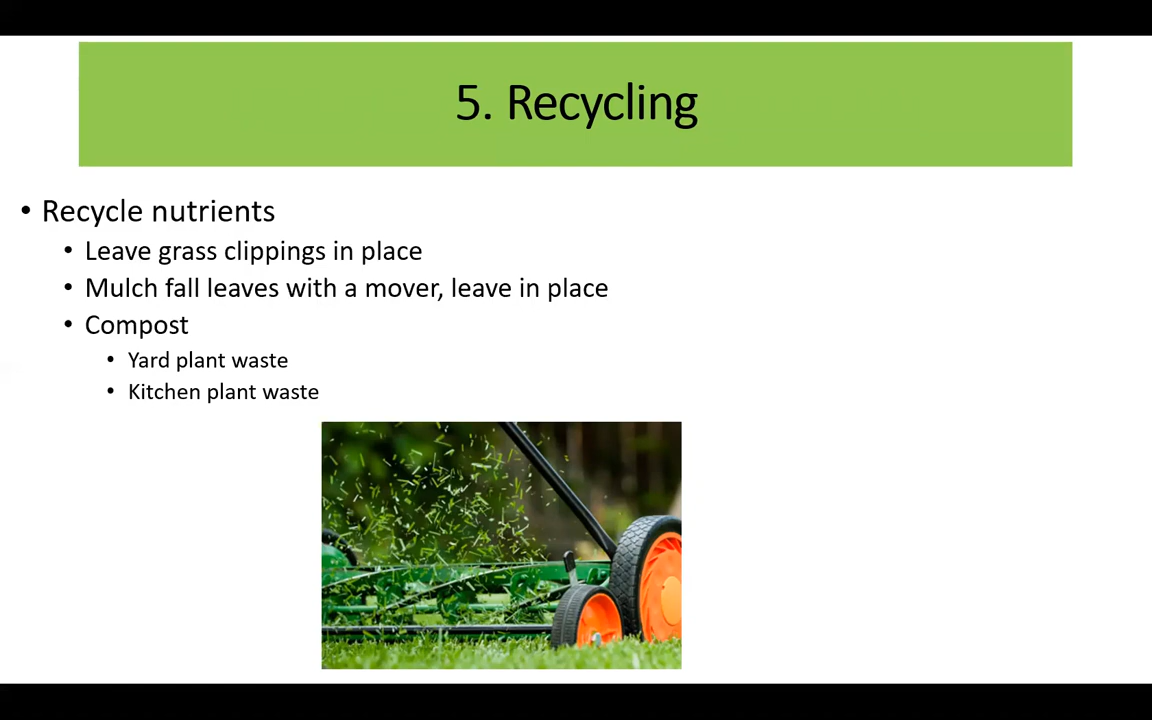 5. Recycling
• Recycle nutrients
• Leave grass clippings in place
• Mulch fall leaves with a mover, leave in place
• Compost
• Yard plant waste
• Kitchen plant waste